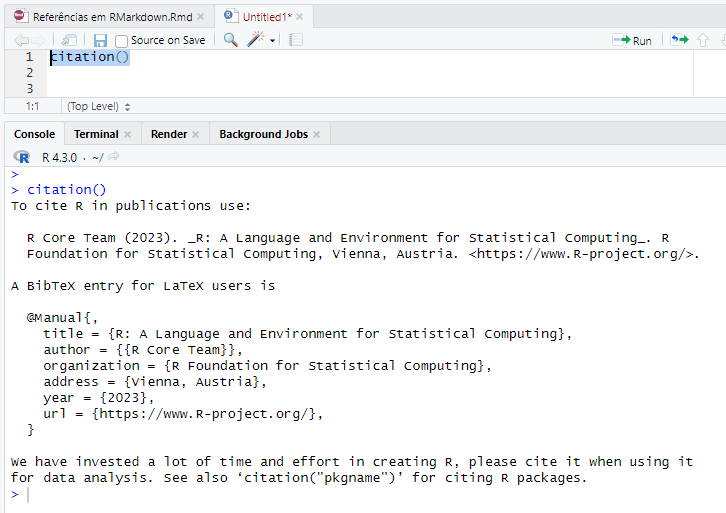 Referências em RMarkdown.Rmd
Untitled1*
Source on Save
Run
1 citation()
2
3
1:1 (Top Level)
Console Terminal Render Background Jobs
R 4.3.0 · ~/
>
> citation()
To cite R in publications use:
R Core Team (2023). _R: A Language and Environment for Statistical Computing_. R
Foundation for Statistical Computing, Vienna, Austria. <https://www.R-project.org/>.
A BibTeX entry for LaTeX users is
@Manual{,
title = {R: A Language and Environment for Statistical Computing},
author = {{R Core Team}},
organization = {R Foundation for Statistical Computing},
address = {Vienna, Austria},
year = {2023},
url = {https://www.R-project.org/},
}
We have invested a lot of time and effort in creating R, please cite it when using it
for data analysis. See also ‘citation("pkgname")’ for citing R packages.
>